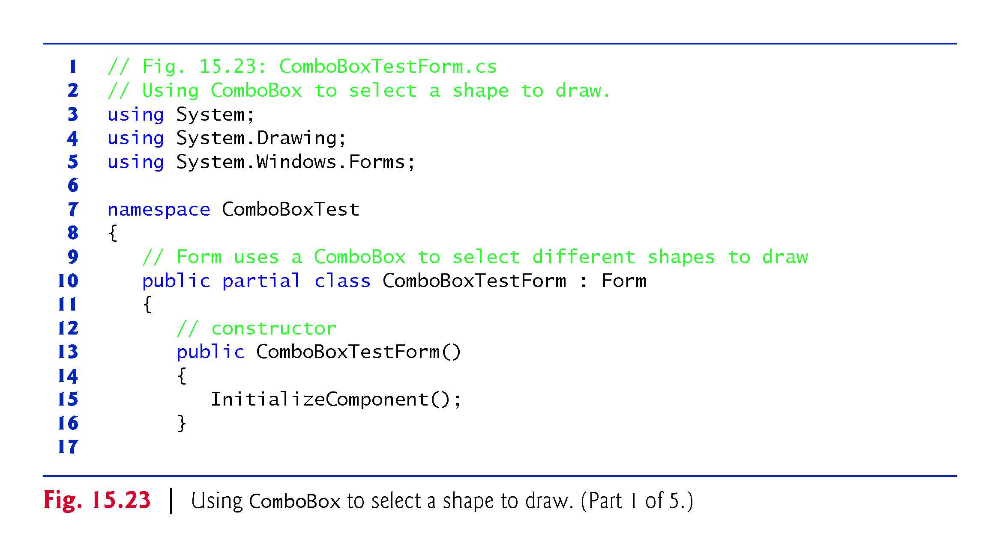 1 // Fig. 15.23: ComboBoxTestForm.cs
2 // Using ComboBox to select a shape to draw.
3 using System;
4 using System.Drawing;
5 using System.Windows.Forms;
6
7 namespace ComboBoxTest
8 {
9 // Form uses a ComboBox to select different shapes to draw
10 public partial class ComboBoxTestForm : Form
11 {
12 // constructor
13 public ComboBoxTestForm()
14 {
15 InitializeComponent();
16 }
17
Fig. 15.23 | Using ComboBox to select a shape to draw. (Part 1 of 5.)